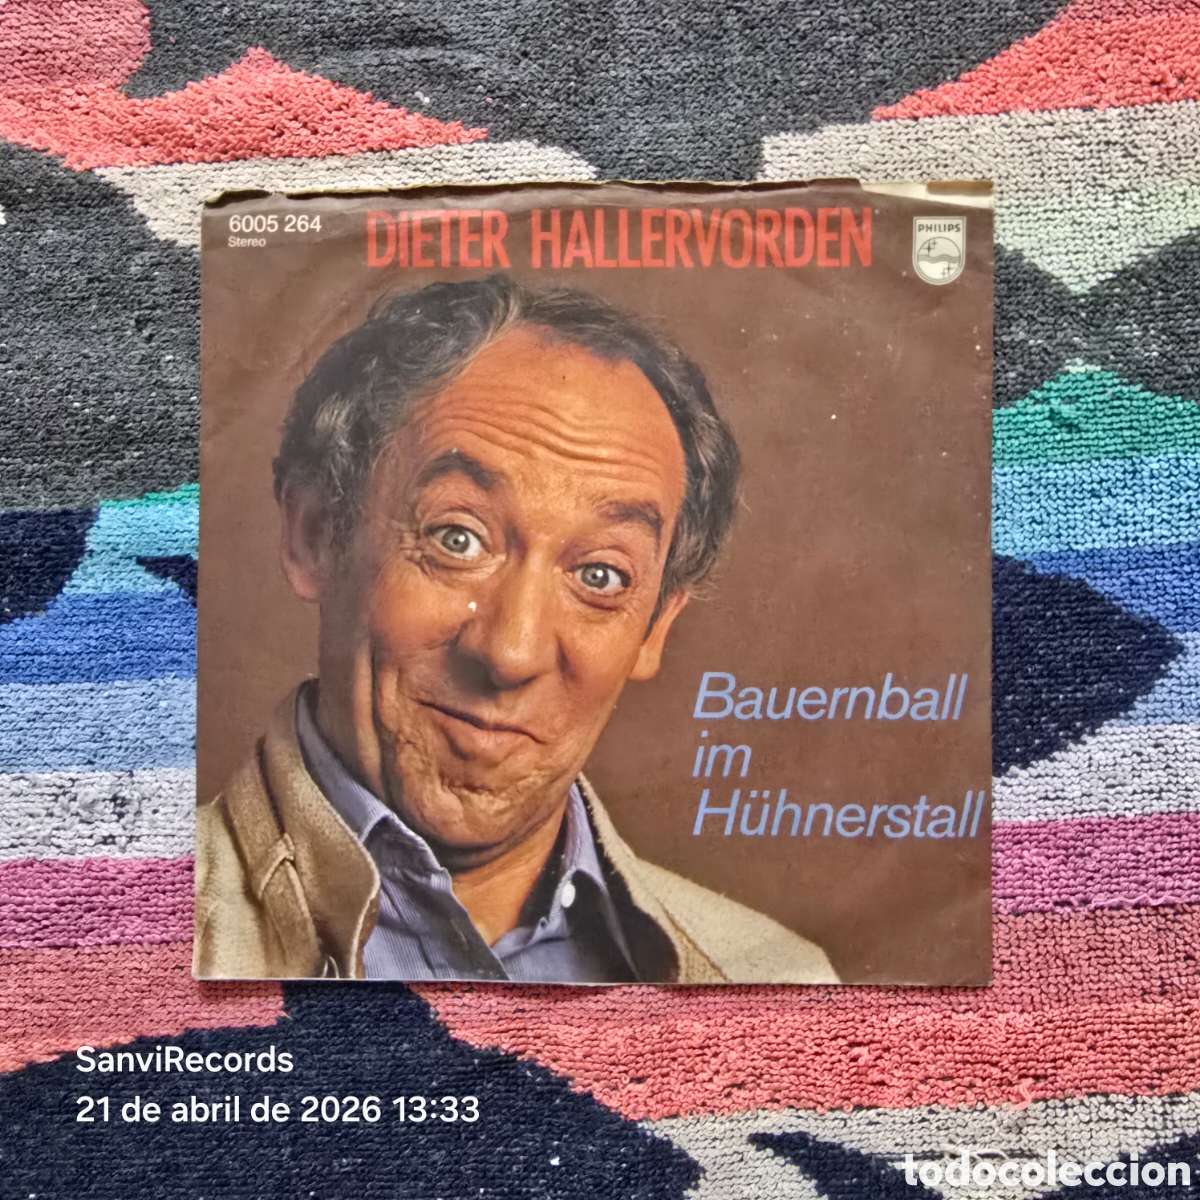 6005 264
Stereo
DIETER HALLERVORDEN
PHILIPS
Bauernball
im
Hühnerstall
SanviRecords
21 de abril de 2026 13:33
todocoleccion